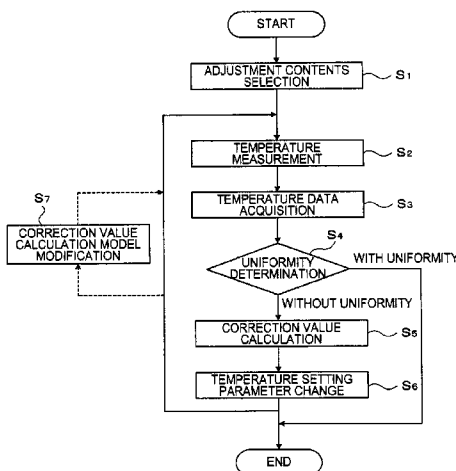 START
ADJUSTMENT CONTENTS
SELECTION
S1
TEMPERATURE
MEASUREMENT
S2
TEMPERATURE DATA
ACQUISITION
S3
S7
CORRECTION VALUE
CALCULATION MODEL
MODIFICATION
S4
UNIFORMITY
DETERMINATION
WITH UNIFORMITY
WITHOUT UNIFORMITY
CORRECTION VALUE
CALCULATION
S5
TEMPERATURE SETTING
PARAMETER CHANGE
S6
END